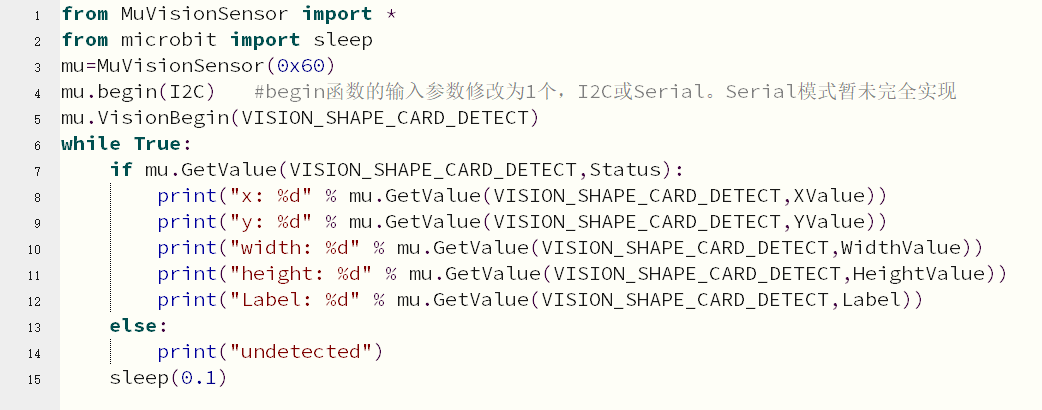 1 from MuVisionSensor import *
2 from microbit import sleep
3 mu=MuVisionSensor(0x60)
4 mu.begin(I2C)   #begin函数的输入参数修改为1个，I2C或Serial。Serial模式暂未完全实现
5 mu.VisionBegin(VISION_SHAPE_CARD_DETECT)
6 while True:
7     if mu.GetValue(VISION_SHAPE_CARD_DETECT,Status):
8         print("x: %d" % mu.GetValue(VISION_SHAPE_CARD_DETECT,XValue))
9         print("y: %d" % mu.GetValue(VISION_SHAPE_CARD_DETECT,YValue))
10         print("width: %d" % mu.GetValue(VISION_SHAPE_CARD_DETECT,WidthValue))
11         print("height: %d" % mu.GetValue(VISION_SHAPE_CARD_DETECT,HeightValue))
12         print("Label: %d" % mu.GetValue(VISION_SHAPE_CARD_DETECT,Label))
13     else:
14         print("undetected")
15     sleep(0.1)